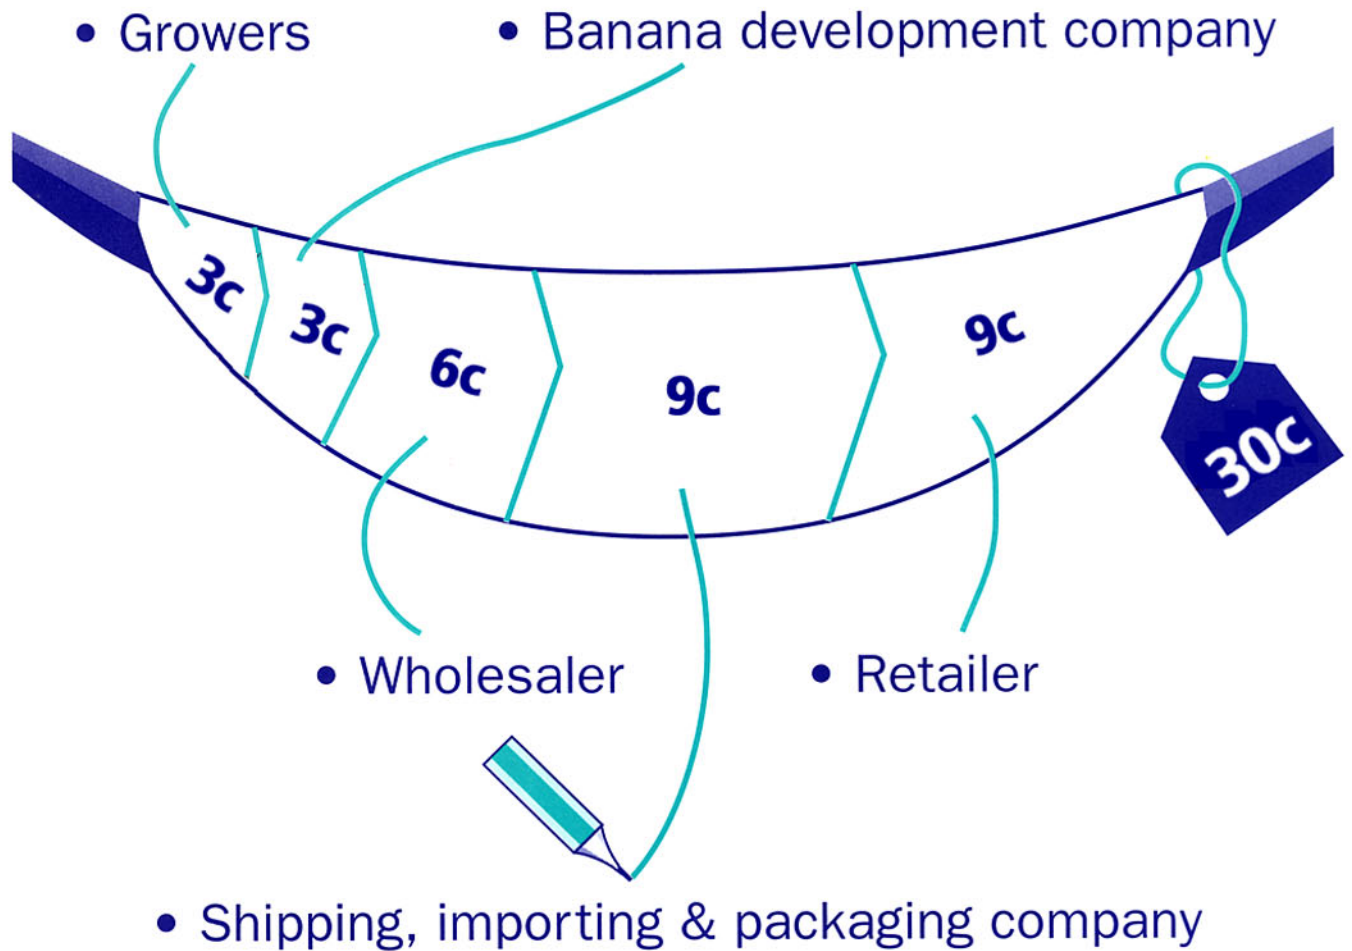 • Growers
• Banana development company
3c
3c
6c
9c
9c
30c
• Wholesaler
• Retailer
• Shipping, importing & packaging company